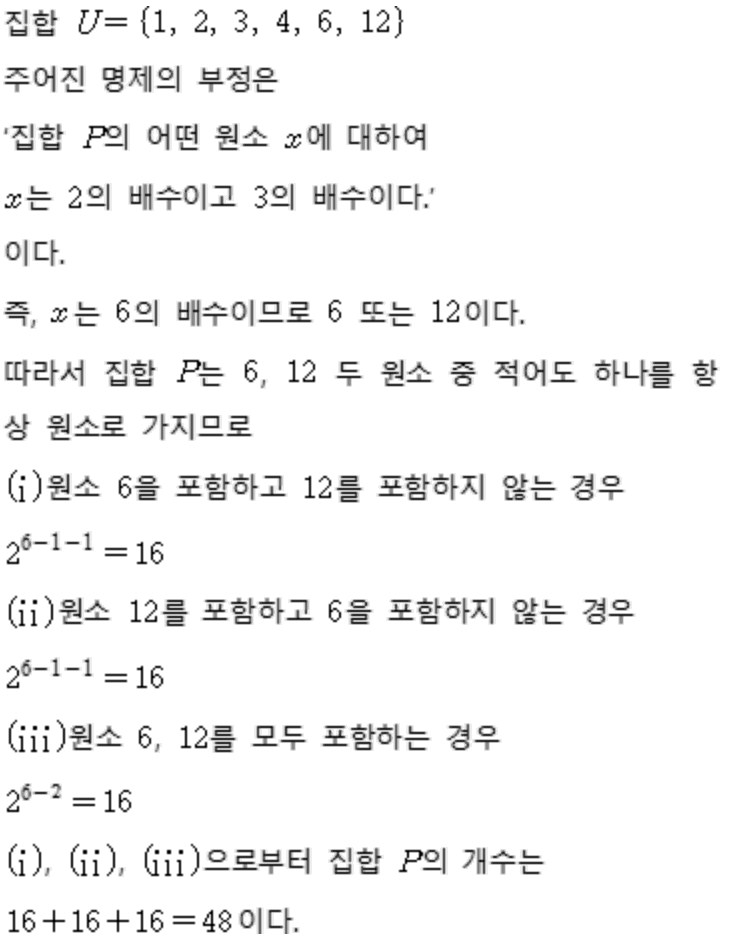 집합 U={1, 2, 3, 4, 6, 12}
주어진 명제의 부정은
'집합 P의 어떤 원소 x에 대하여
x는 2의 배수이고 3의 배수이다.'
이다.
즉, x는 6의 배수이므로 6 또는 12이다.
따라서 집합 P는 6, 12 두 원소 중 적어도 하나를 항
상 원소로 가지므로
(i)원소 6을 포함하고 12를 포함하지 않는 경우
2^{6-1-1}=16
(ii)원소 12를 포함하고 6을 포함하지 않는 경우
2^{6-1-1}=16
(iii)원소 6, 12를 모두 포함하는 경우
2^{6-2}=16
(i), (ii), (iii)으로부터 집합 P의 개수는
16+16+16=48이다.